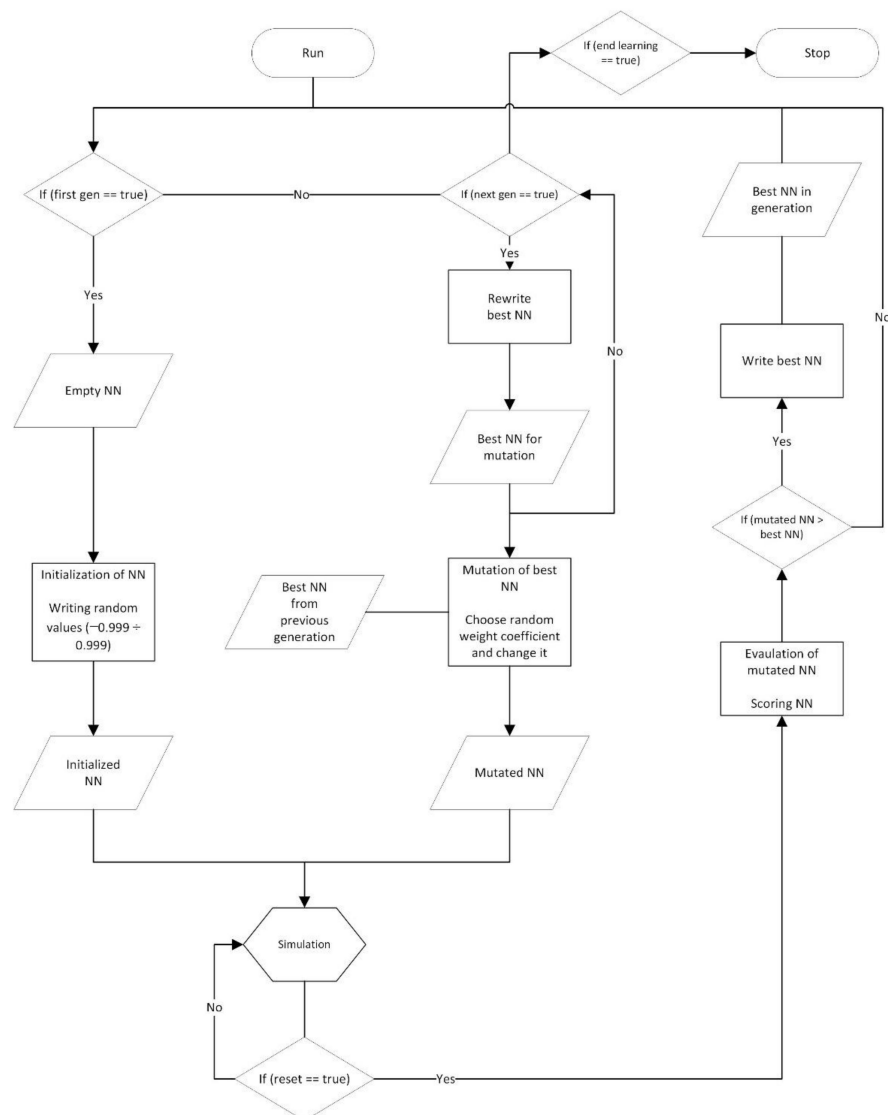 Run
If (end learning
== true)
Stop
If (first gen == true)
No
If (next gen == true)
Best NN in
generation
Yes
Yes
Rewrite
best NN
No
No
Write best NN
Empty NN
Best NN for
mutation
Yes
If (mutated NN >
best NN)
Initialization of NN
Writing random
values (−0.999 ÷
0.999)
Best NN
from
previous
generation
Mutation of best
NN
Choose random
weight coefficient
and change it
Evaulation of
mutated NN
Scoring NN
Initialized
NN
Mutated NN
Simulation
No
If (reset == true)
Yes